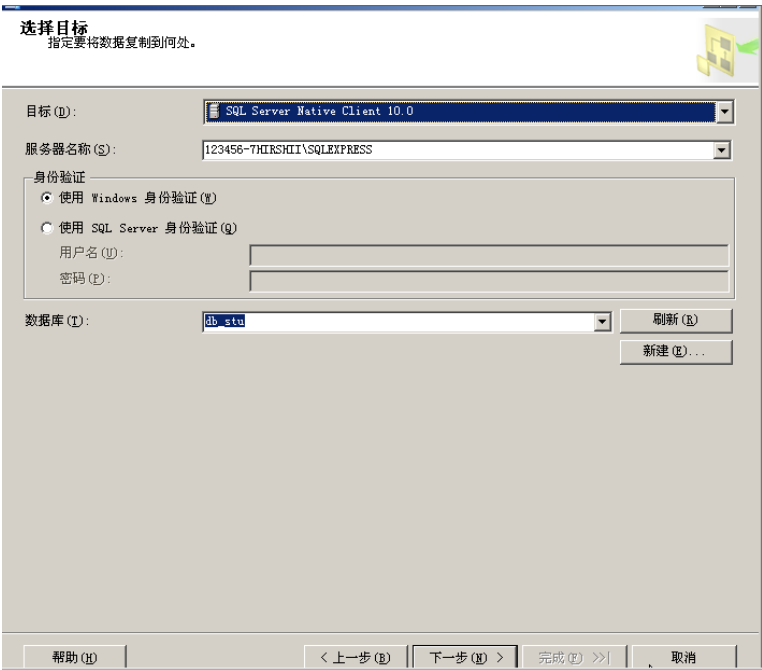 选择目标
指定要将数据复制到何处。
目标(D):
SQL Server Native Client 10.0
服务器名称(S):
123456-7HIRSHII\SQLEXPRESS
身份验证
使用 Windows 身份验证(W)
使用 SQL Server 身份验证(Q)
用户名(U):
密码(P):
数据库(T):
db_stu
刷新(R)
新建(E)...
帮助(H)
< 上一步(B)
下一步(N) >
完成(F) >>|
取消